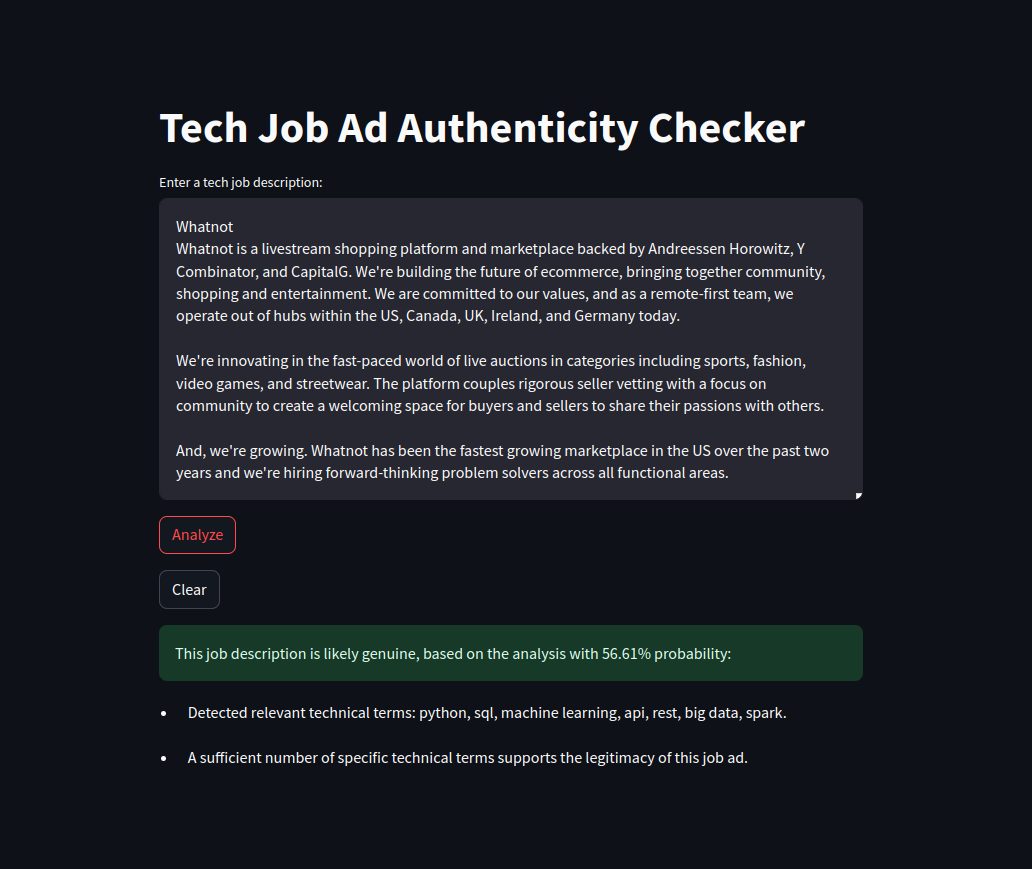 Tech Job Ad Authenticity Checker
Enter a tech job description:
Whatnot
Whatnot is a livestream shopping platform and marketplace backed by Andreessen Horowitz, Y
Combinator, and CapitalG. We're building the future of ecommerce, bringing together community,
shopping and entertainment. We are committed to our values, and as a remote-first team, we
operate out of hubs within the US, Canada, UK, Ireland, and Germany today.
We're innovating in the fast-paced world of live auctions in categories including sports, fashion,
video games, and streetwear. The platform couples rigorous seller vetting with a focus on
community to create a welcoming space for buyers and sellers to share their passions with others.
And, we're growing. Whatnot has been the fastest growing marketplace in the US over the past two
years and we're hiring forward-thinking problem solvers across all functional areas.
Analyze
Clear
This job description is likely genuine, based on the analysis with 56.61% probability:
• Detected relevant technical terms: python, sql, machine learning, api, rest, big data, spark.
• A sufficient number of specific technical terms supports the legitimacy of this job ad.